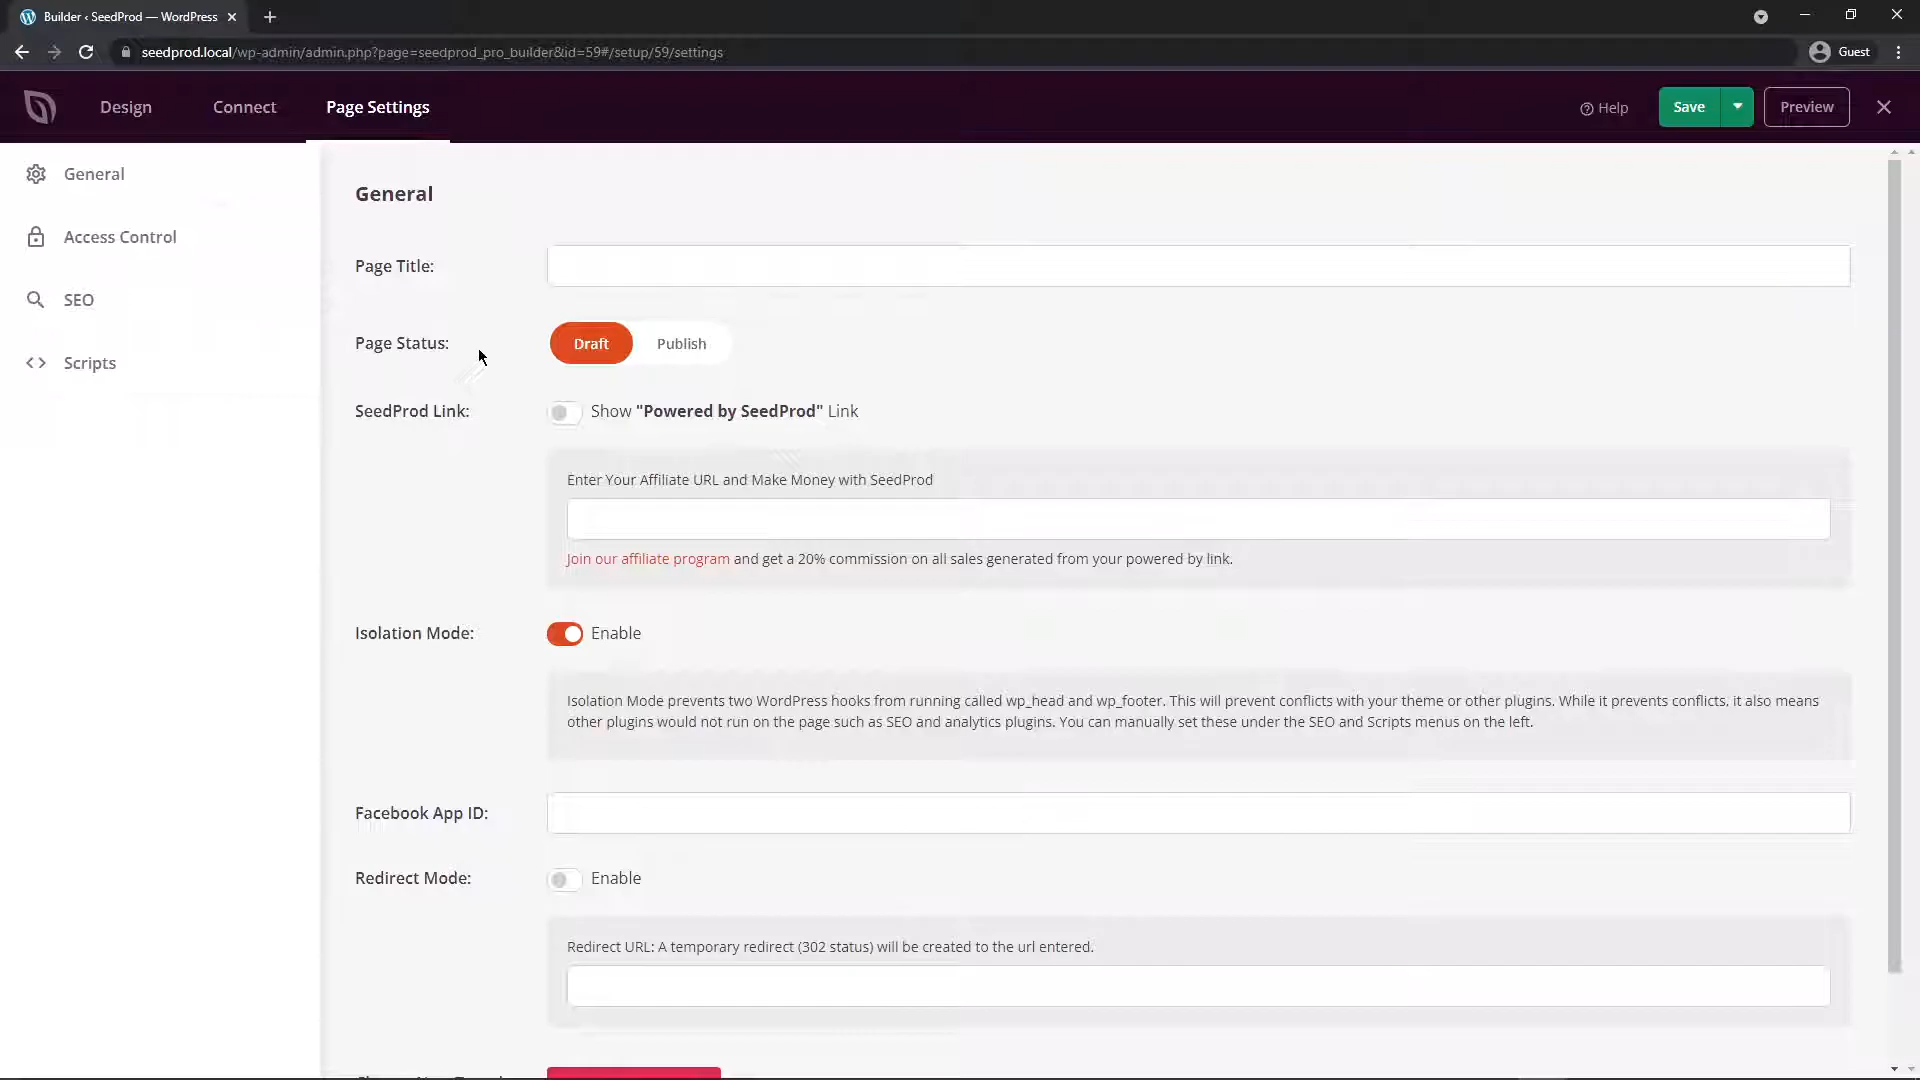 Builder ‹ SeedProd — WordPress
seedprod.local/wp-admin/admin.php?page=seedprod_pro_builder&id=59#/setup/59/settings
Guest
Design
Connect
Page Settings
Help
Save
Preview
General
Access Control
SEO
Scripts
General
Page Title:
Page Status:
Draft
Publish
SeedProd Link:
Show "Powered by SeedProd" Link
Enter Your Affiliate URL and Make Money with SeedProd
Join our affiliate program and get a 20% commission on all sales generated from your powered by link.
Isolation Mode:
Enable
Isolation Mode prevents two WordPress hooks from running called wp_head and wp_footer. This will prevent conflicts with your theme or other plugins. While it prevents conflicts, it also means
other plugins would not run on the page such as SEO and analytics plugins. You can manually set these under the SEO and Scripts menus on the left.
Facebook App ID:
Redirect Mode:
Enable
Redirect URL: A temporary redirect (302 status) will be created to the url entered.